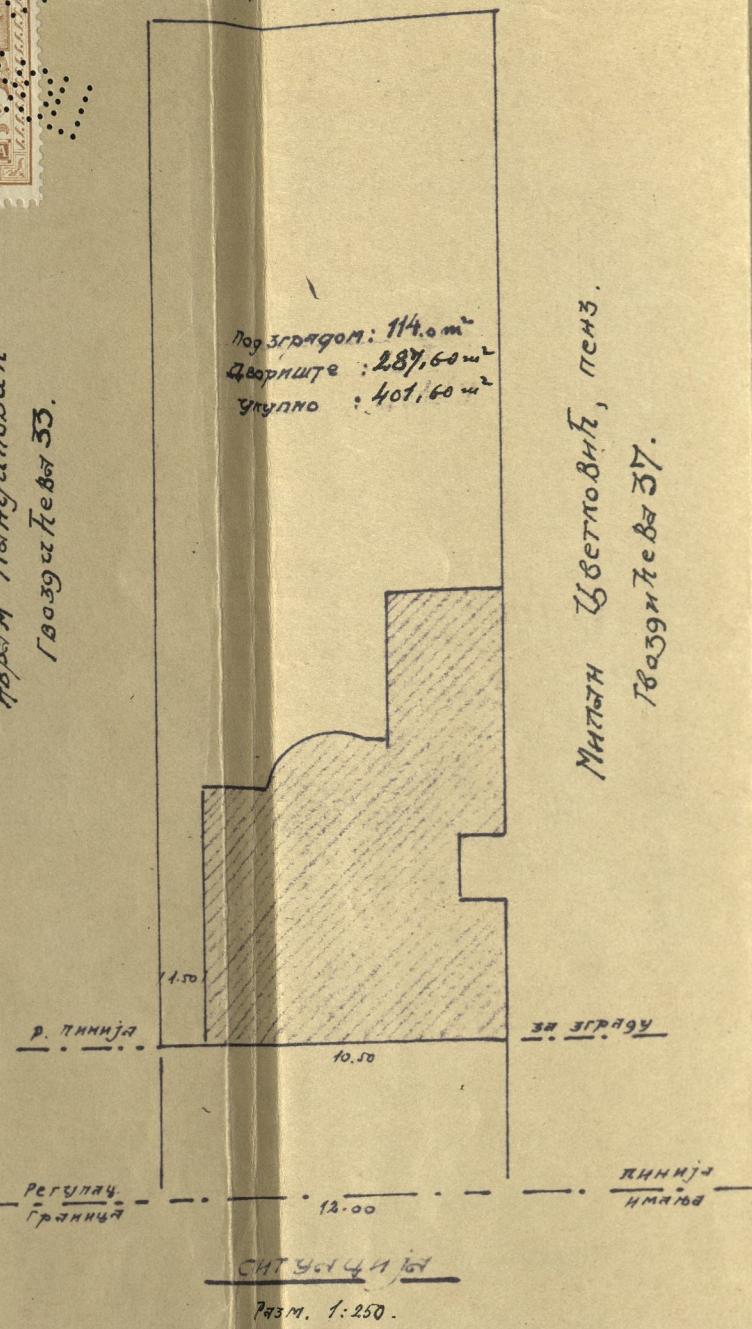 Под зградом: 114.0 m²
Двориште : 287,60 m²
Укупно : 401,60 m²
Гвоздићева 33.
Милан Цветковић, пенз.
Гвоздићева 37.
1.50
р. линија
за зграду
10.50
Регулац.
граница
12.00
линија
имања
СИТУАЦИЈА
Разм. 1:250.